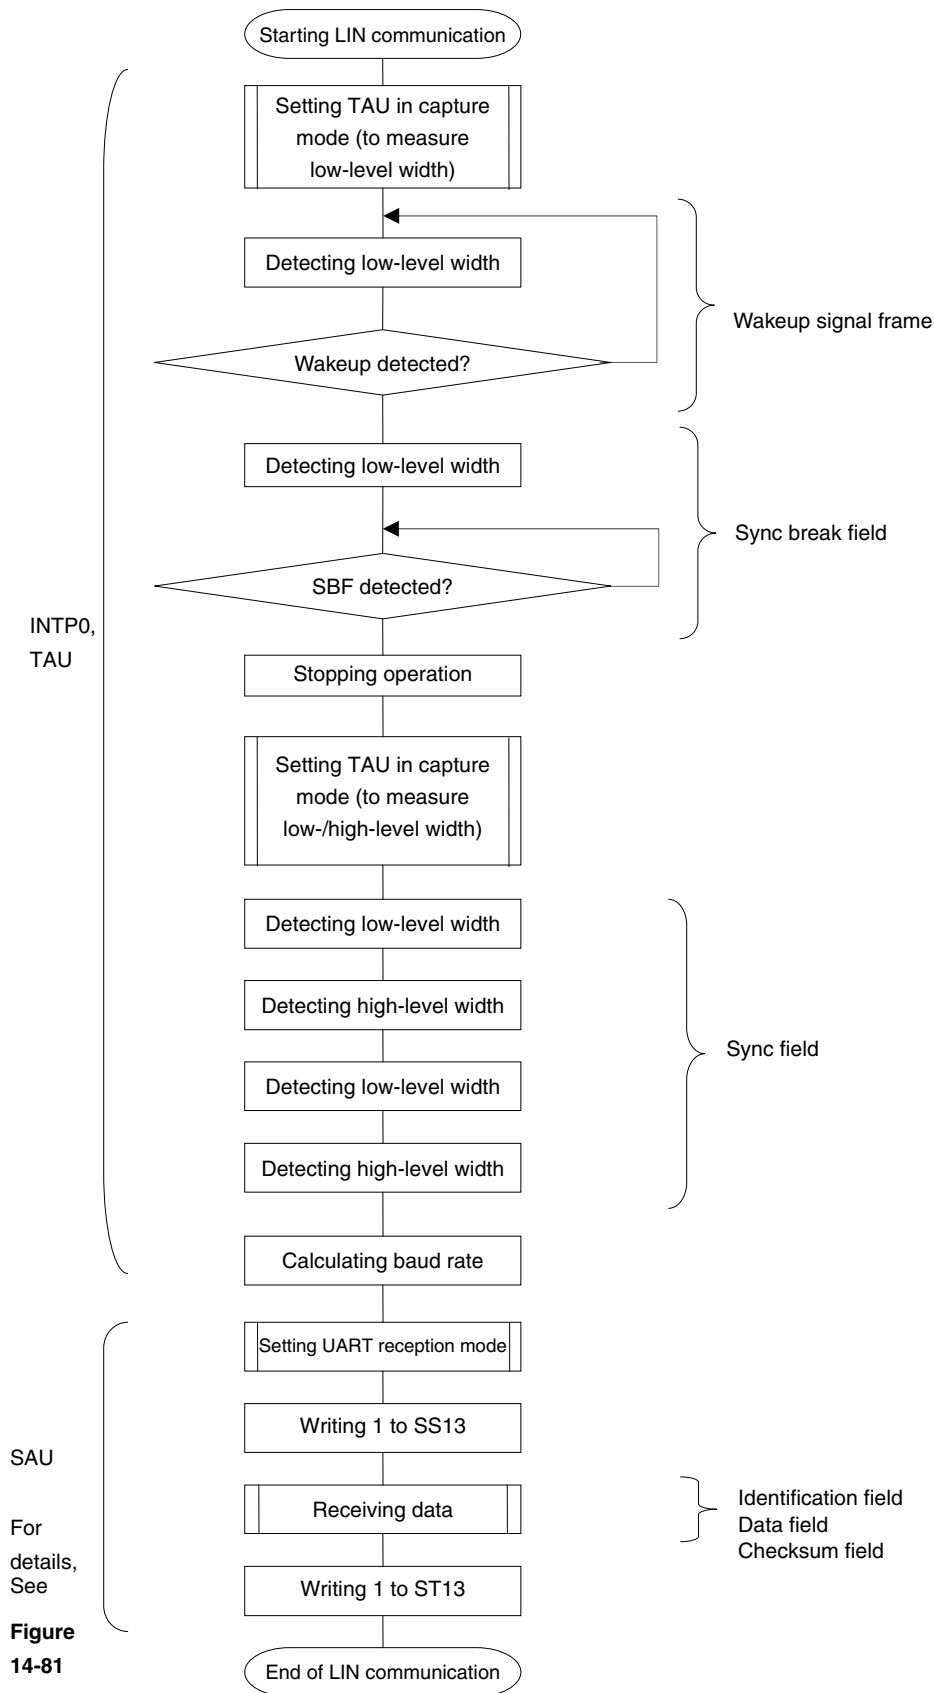 Starting LIN communication
Setting TAU in capture
mode (to measure
low-level width)
Detecting low-level width
Wakeup detected?
Wakeup signal frame
Detecting low-level width
SBF detected?
Sync break field
INTP0,
TAU
Stopping operation
Setting TAU in capture
mode (to measure
low-/high-level width)
Detecting low-level width
Detecting high-level width
Detecting low-level width
Detecting high-level width
Sync field
Calculating baud rate
Setting UART reception mode
Writing 1 to SS13
Receiving data
Writing 1 to ST13
Identification field
Data field
Checksum field
SAU
For
details,
See
Figure
14-81
End of LIN communication